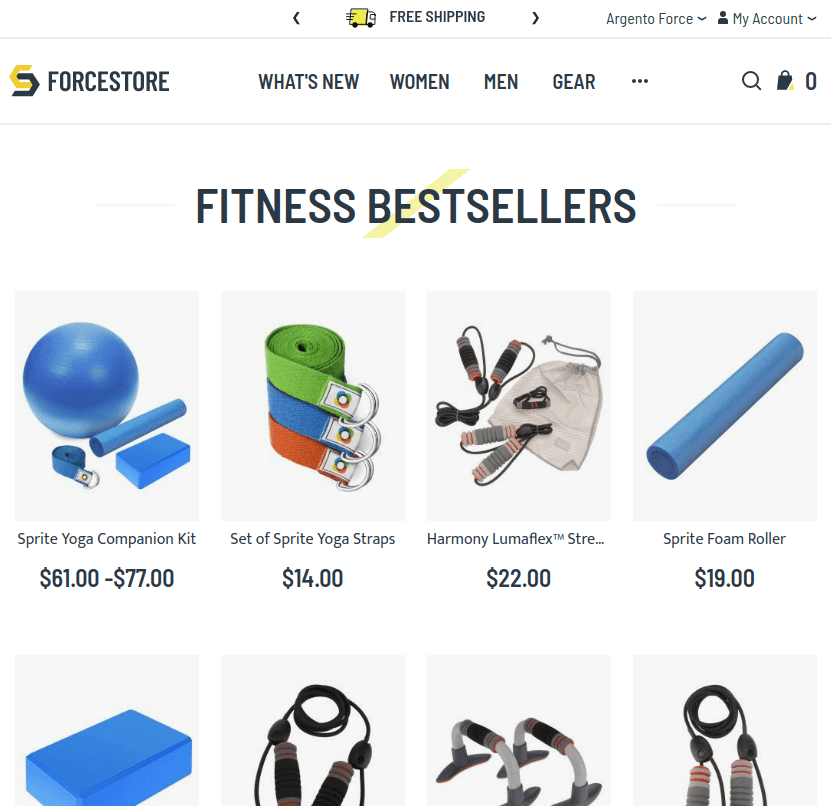 ❮ FREE SHIPPING ❯ Argento Force My Account
FORCESTORE WHAT'S NEW WOMEN MEN GEAR ••• 0
FITNESS BESTSELLERS
Sprite Yoga Companion Kit Set of Sprite Yoga Straps Harmony Lumaflex™ Stre... Sprite Foam Roller
$61.00 -$77.00 $14.00 $22.00 $19.00